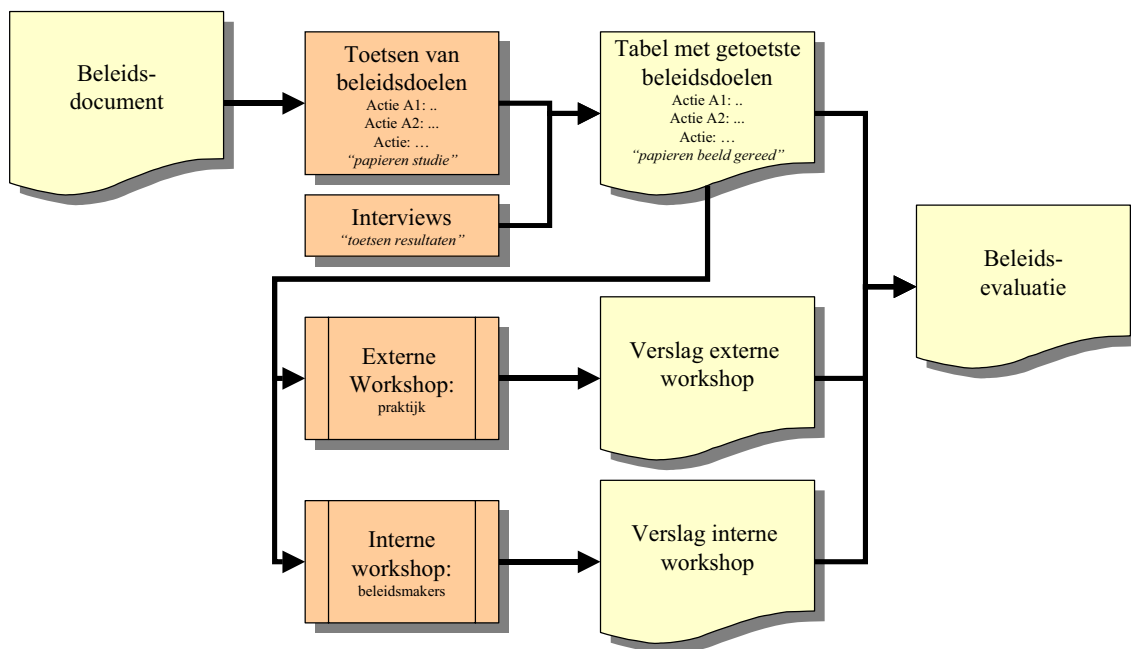 Beleids-
document
Toetsen van
beleidsdoelen
Actie A1: ..
Actie A2: ...
Actie: …
“papieren studie”
Interviews
“toetsen resultaten”
Tabel met getoetste
beleidsdoelen
Actie A1: ..
Actie A2: ...
Actie: …
“papieren beeld gereed”
Beleids-
evaluatie
Externe
Workshop:
praktijk
Verslag externe
workshop
Interne
workshop:
beleidsmakers
Verslag interne
workshop